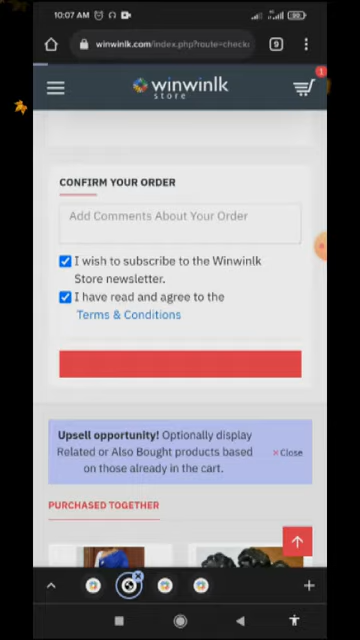 10:07 AM
winwinlk.com/index.php?route=check
9
winwinlk
store
1
CONFIRM YOUR ORDER
Add Comments About Your Order
I wish to subscribe to the Winwinlk
Store newsletter.
I have read and agree to the
Terms & Conditions
Upsell opportunity! Optionally display
Related or Also Bought products based
on those already in the cart.
× Close
PURCHASED TOGETHER